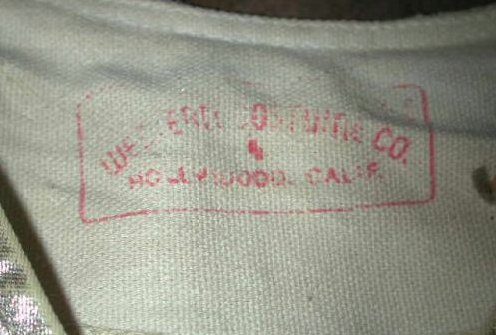 WESTERN COSTUME CO.
HOLLYWOOD, CALIF.